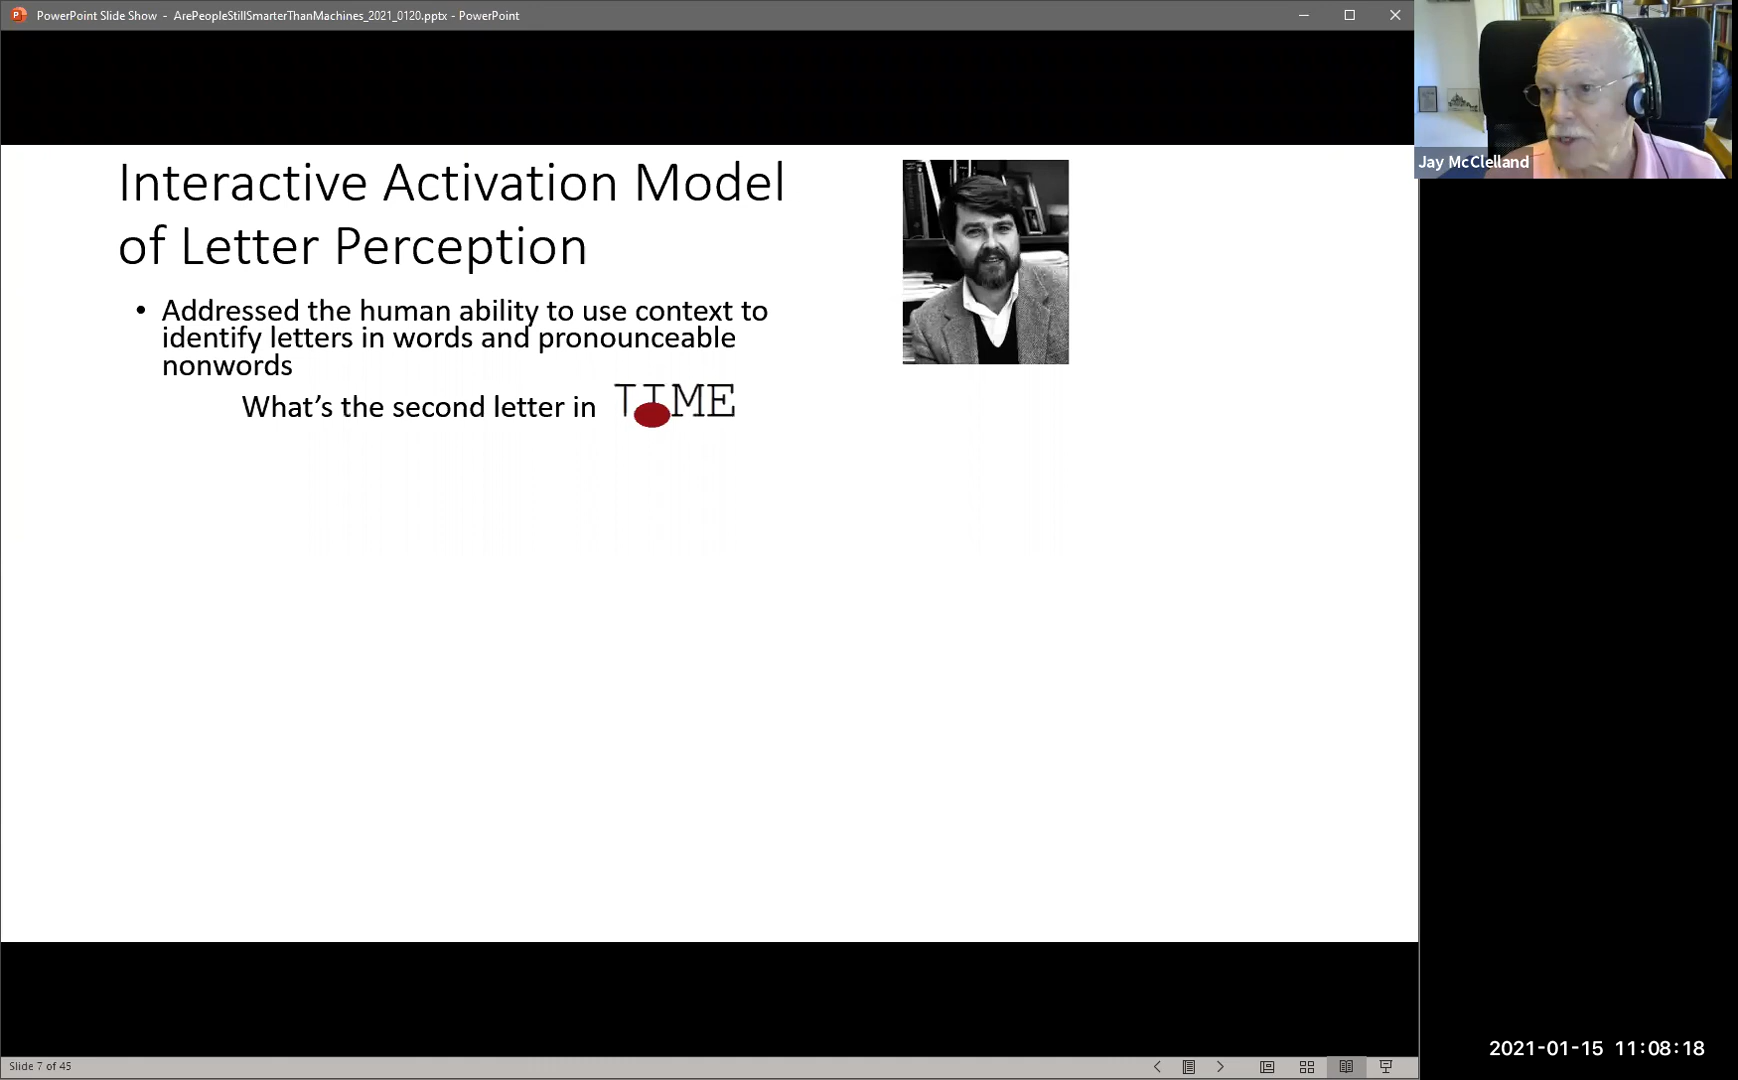 PowerPoint Slide Show - ArePeopleStillSmarterThanMachines_2021_0120.pptx - PowerPoint
Jay McClelland
Interactive Activation Model
of Letter Perception
• Addressed the human ability to use context to
identify letters in words and pronounceable
nonwords
What's the second letter in TIME
2021-01-15 11:08:18
Slide 7 of 45